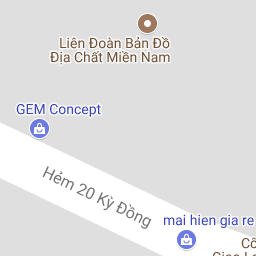 Liên Đoàn Bản Đồ
Địa Chất Miền Nam
GEM Concept
Hẻm 20 Kỳ Đồng
mai hien gia re